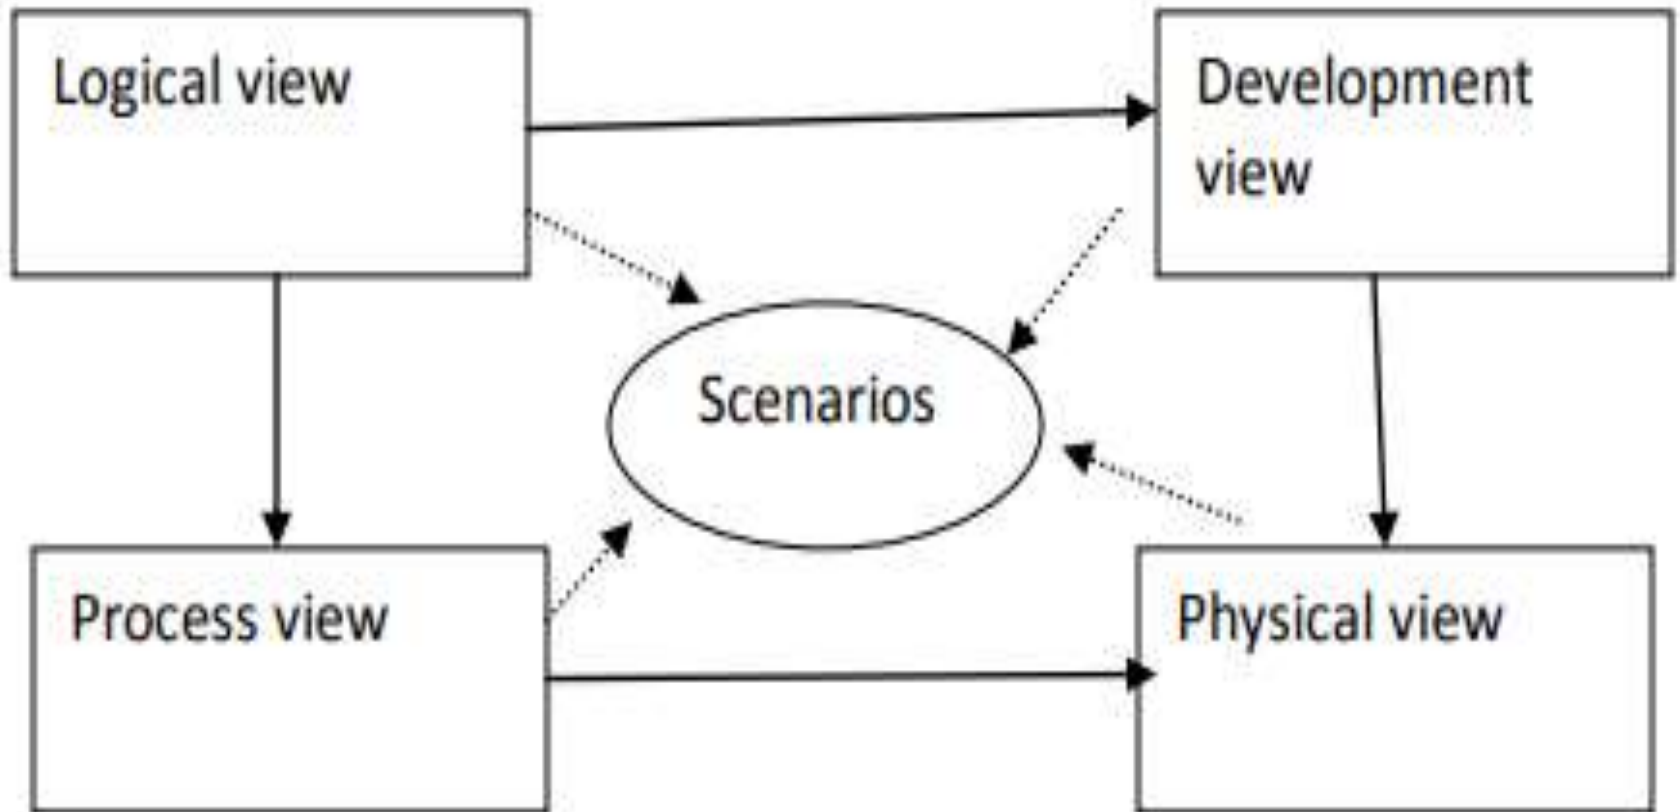 Logical view
Development
view
Scenarios
Process view
Physical view